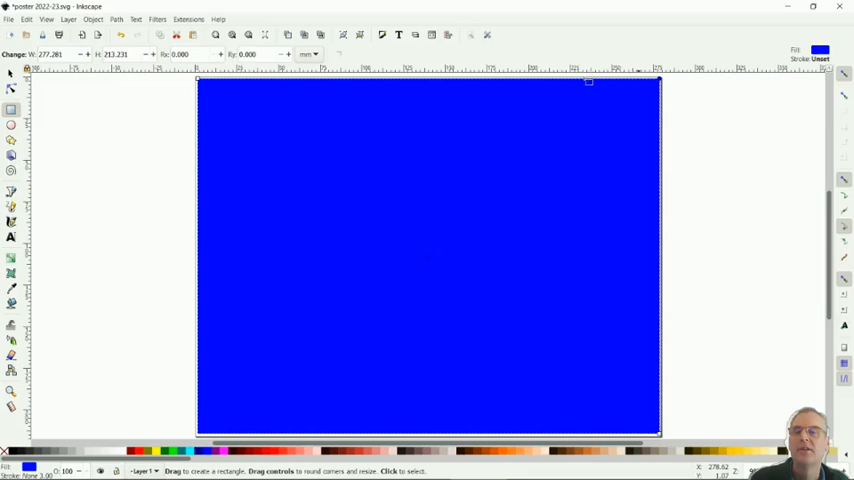 *poster 2022-23.svg - Inkscape
File Edit View Layer Object Path Text Filters Extensions Help
Change: W: 277.281 - + H: 213.231 - + Rx: 0.000 - + Ry: 0.000 - + mm
Fill:
Stroke: Unset
Fill:
Stroke: None 3.00
O: 100 - +
-Layer 1
Drag to create a rectangle. Drag controls to round corners and resize. Click to select.
X: 278.62
Y: 1.07
Z: